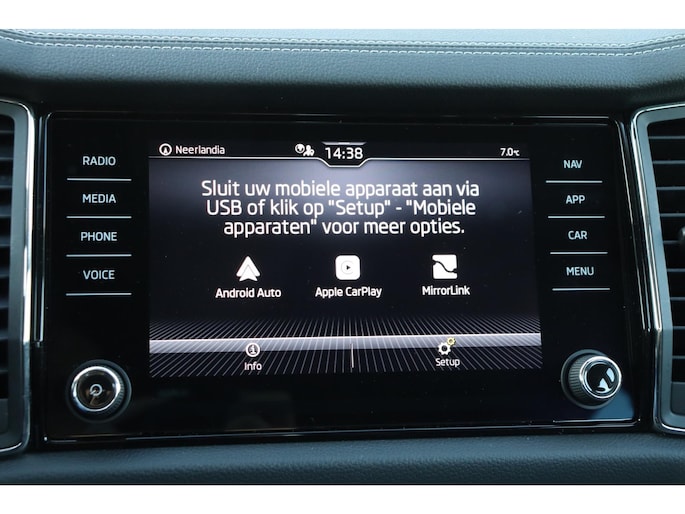 Neerlandia
14:38
7.0°C
RADIO
MEDIA
PHONE
VOICE
Sluit uw mobiele apparaat aan via
USB of klik op "Setup" - "Mobiele
apparaten" voor meer opties.
Android Auto
Apple CarPlay
MirrorLink
Info
Setup
NAV
APP
CAR
MENU